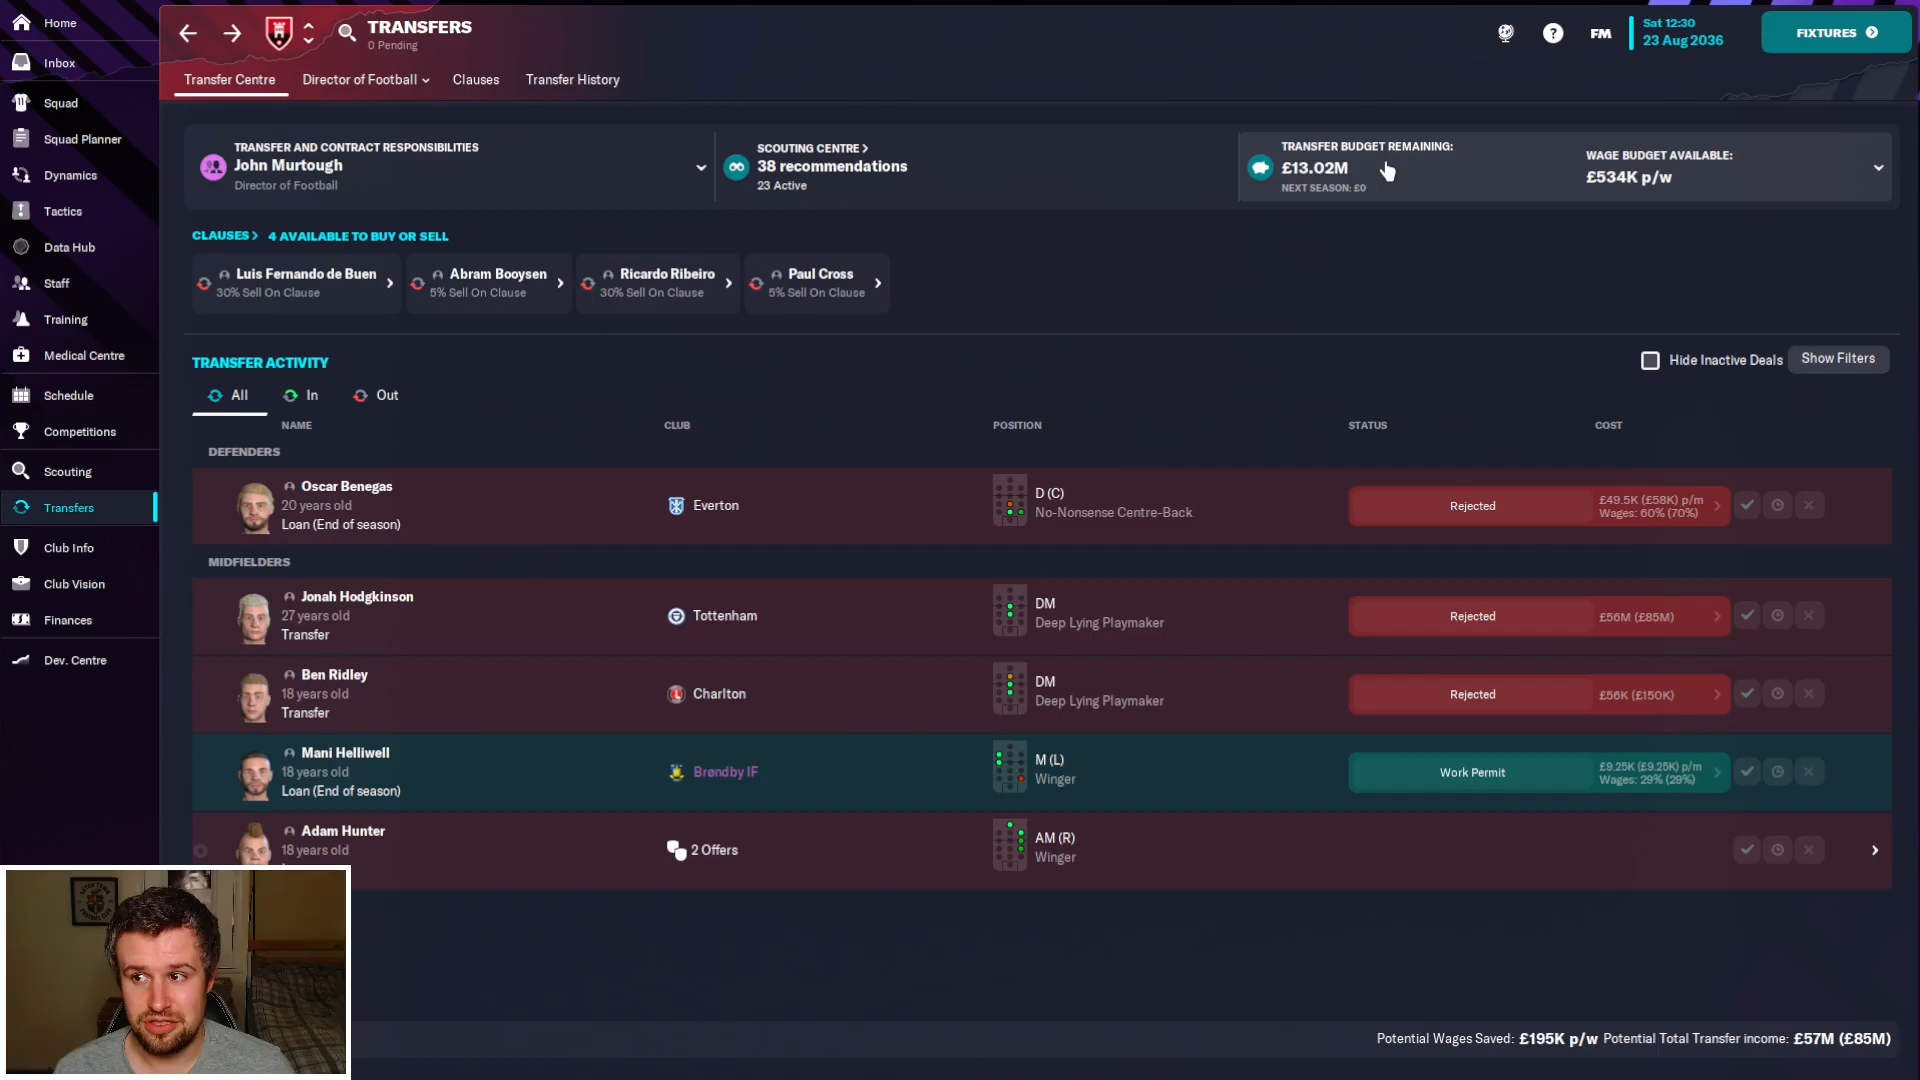 Home
Inbox
Squad
Squad Planner
Dynamics
Tactics
Data Hub
Staff
Training
Medical Centre
Schedule
Competitions
Scouting
Transfers
Club Info
Club Vision
Finances
Dev. Centre
TRANSFERS
0 Pending
FM
Sat 12:30
23 Aug 2036
FIXTURES
Transfer Centre
Director of Football
Clauses
Transfer History
TRANSFER AND CONTRACT RESPONSIBILITIES
John Murtough
Director of Football
SCOUTING CENTRE >
38 recommendations
23 Active
TRANSFER BUDGET REMAINING:
£13.02M
NEXT SEASON: £0
WAGE BUDGET AVAILABLE:
£534K p/w
CLAUSES > 4 AVAILABLE TO BUY OR SELL
Luis Fernando de Buen
30% Sell On Clause
Abram Booysen
5% Sell On Clause
Ricardo Ribeiro
30% Sell On Clause
Paul Cross
5% Sell On Clause
TRANSFER ACTIVITY
Hide Inactive Deals
Show Filters
All
In
Out
NAME CLUB POSITION STATUS COST
DEFENDERS
Oscar Benegas
20 years old
Loan (End of season)
Everton
D (C)
No-Nonsense Centre-Back
Rejected
£49.5K (£58K) p/m
Wages: 60% (70%)
MIDFIELDERS
Jonah Hodgkinson
27 years old
Transfer
Tottenham
DM
Deep Lying Playmaker
Rejected
£56M (£85M)
Ben Ridley
18 years old
Transfer
Charlton
DM
Deep Lying Playmaker
Rejected
£56K (£150K)
Mani Helliwell
18 years old
Loan (End of season)
Brøndby IF
M (L)
Winger
Work Permit
£9.25K (£9.25K) p/m
Wages: 29% (29%)
Adam Hunter
18 years old
2 Offers
AM (R)
Winger
Potential Wages Saved: £195K p/w Potential Total Transfer income: £57M (£85M)